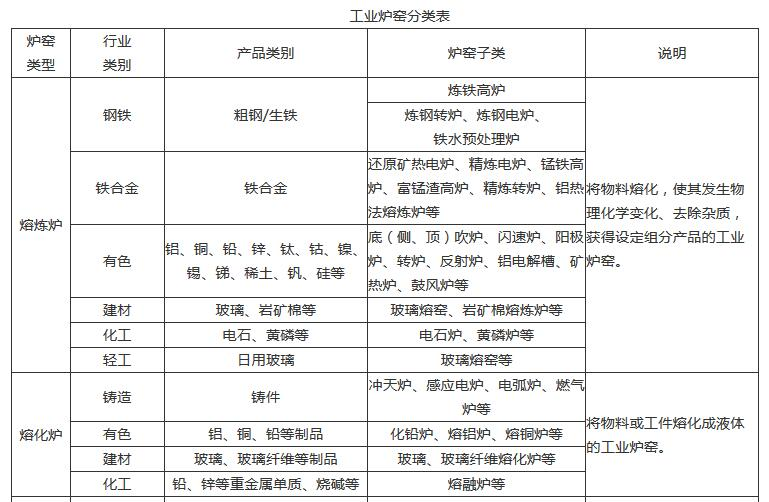 工业炉窑分类表
炉窑
类型
行业
类别
产品类别
炉窑子类
说明
熔炼炉
钢铁
粗钢/生铁
炼铁高炉
炼钢转炉、炼钢电炉、
铁水预处理炉
铁合金
铁合金
还原矿热电炉、精炼电炉、锰铁高
炉、富锰渣高炉、精炼转炉、铝热
法熔炼炉等
有色
铝、铜、铅、锌、钛、钴、镍、
锡、锑、稀土、钒、硅等
底（侧、顶）吹炉、闪速炉、阳极
炉、转炉、反射炉、铝电解槽、矿
热炉、鼓风炉等
建材
玻璃、岩矿棉等
玻璃熔窑、岩矿棉熔炼炉等
化工
电石、黄磷等
电石炉、黄磷炉等
轻工
日用玻璃
玻璃熔窑等
将物料熔化，使其发生物
理化学变化、去除杂质，
获得设定组分产品的工业
炉窑。
熔化炉
铸造
铸件
冲天炉、感应电炉、电弧炉、燃气
炉等
有色
铝、铜、铅等制品
化铅炉、熔铝炉、熔铜炉等
建材
玻璃、玻璃纤维等制品
玻璃、玻璃纤维熔化炉等
化工
铅、锌等重金属单质、烧碱等
熔融炉等
将物料或工件熔化成液体
的工业炉窑。